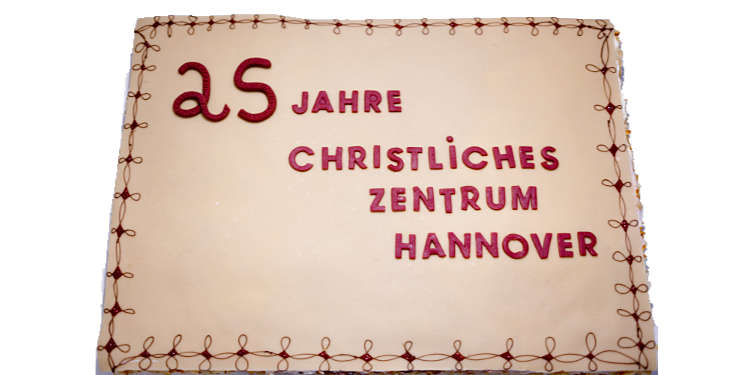 25 JAHRE
CHRISTLiCHES
ZENTRUM
HANNOVER